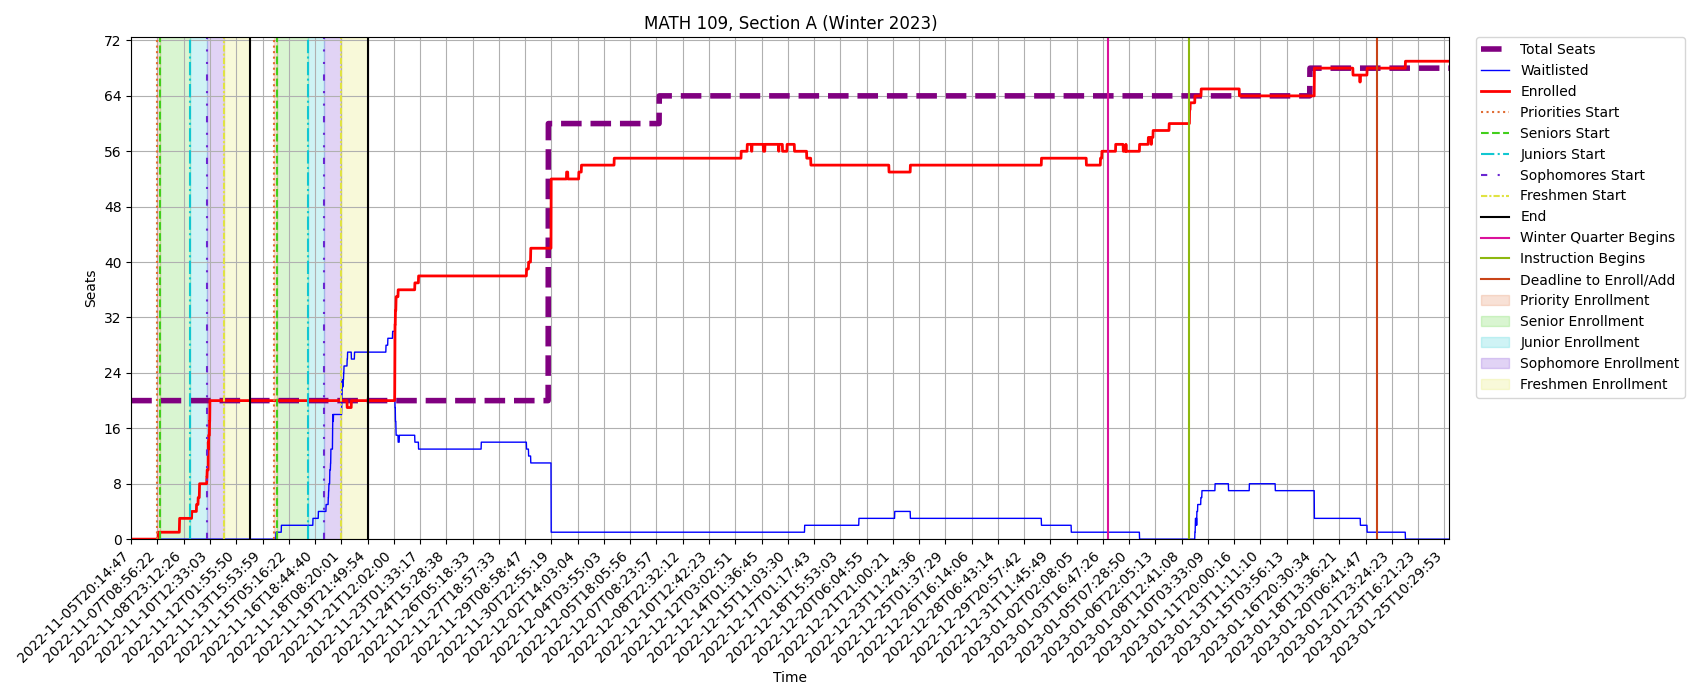 MATH 109, Section A (Winter 2023)
Seats
72
64
56
48
40
32
24
16
8
0
2022-11-05T20:14:47
2022-11-07T08:56:22
2022-11-08T23:12:26
2022-11-10T12:33:03
2022-11-12T01:55:50
2022-11-13T15:53:59
2022-11-15T05:16:22
2022-11-16T18:44:40
2022-11-18T08:20:01
2022-11-19T21:49:54
2022-11-21T12:02:00
2022-11-23T01:33:17
2022-11-24T15:28:38
2022-11-26T05:18:33
2022-11-27T18:57:33
2022-11-29T08:58:47
2022-11-30T22:55:19
2022-12-02T14:03:04
2022-12-04T03:55:03
2022-12-05T18:05:56
2022-12-07T08:23:57
2022-12-08T22:32:12
2022-12-10T12:42:23
2022-12-12T03:02:51
2022-12-14T01:36:45
2022-12-15T11:03:30
2022-12-17T01:17:43
2022-12-18T15:53:03
2022-12-20T06:04:55
2022-12-21T21:00:21
2022-12-23T11:24:36
2022-12-25T01:37:29
2022-12-26T16:14:06
2022-12-28T06:43:14
2022-12-29T20:57:42
2022-12-31T11:45:49
2023-01-02T02:08:05
2023-01-03T16:47:26
2023-01-05T07:28:50
2023-01-06T22:05:13
2023-01-08T12:41:08
2023-01-10T03:33:09
2023-01-11T20:00:16
2023-01-13T11:11:10
2023-01-15T03:56:13
2023-01-16T20:30:34
2023-01-18T13:36:21
2023-01-20T06:41:47
2023-01-21T23:24:23
2023-01-23T16:21:23
2023-01-25T10:29:53
Time
Total Seats
Waitlisted
Enrolled
Priorities Start
Seniors Start
Juniors Start
Sophomores Start
Freshmen Start
End
Winter Quarter Begins
Instruction Begins
Deadline to Enroll/Add
Priority Enrollment
Senior Enrollment
Junior Enrollment
Sophomore Enrollment
Freshmen Enrollment